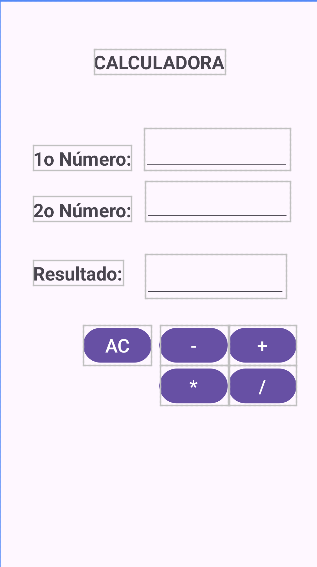 CALCULADORA
1o Número:
2o Número:
Resultado:
AC - +
* /